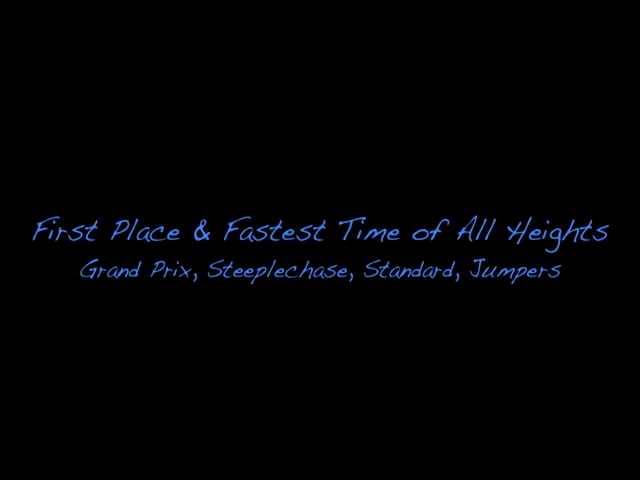 First Place & Fastest Time of All Heights
Grand Prix, Steeplechase, Standard, Jumpers